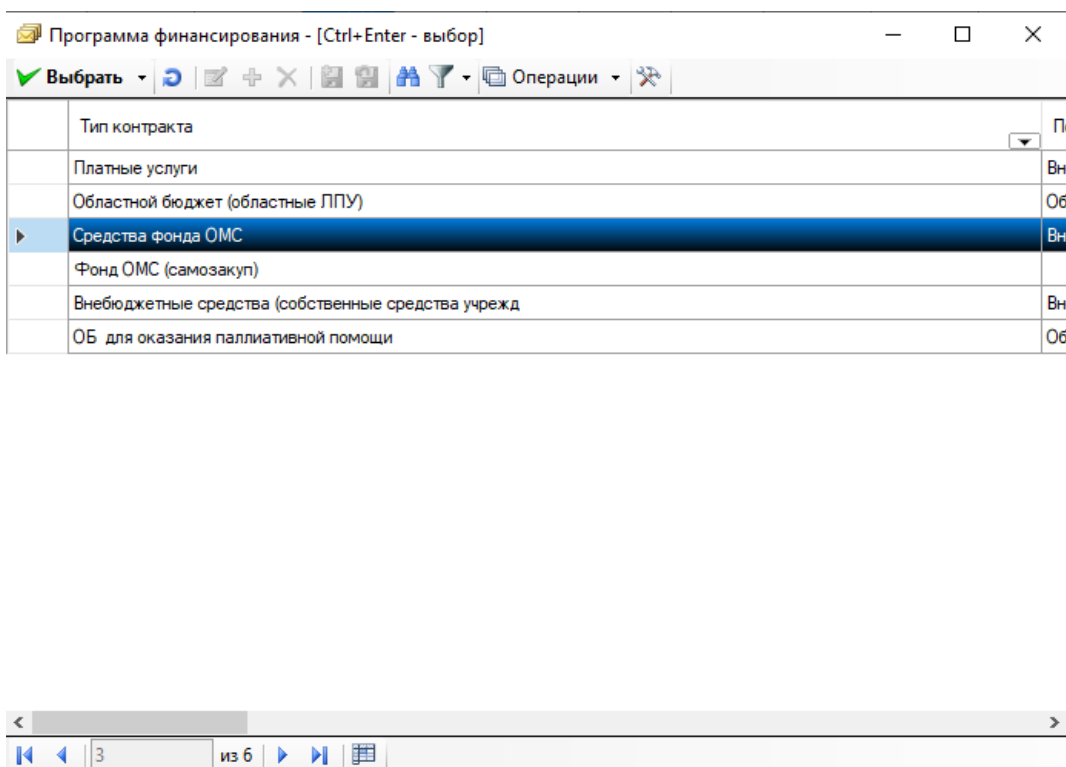 Программа финансирования - [Ctrl+Enter - выбор]
Выбрать Операции
Тип контракта
Платные услуги
Областной бюджет (областные ЛПУ)
Средства фонда ОМС
Фонд ОМС (самозакуп)
Внебюджетные средства (собственные средства учрежд
ОБ для оказания паллиативной помощи
3 из 6